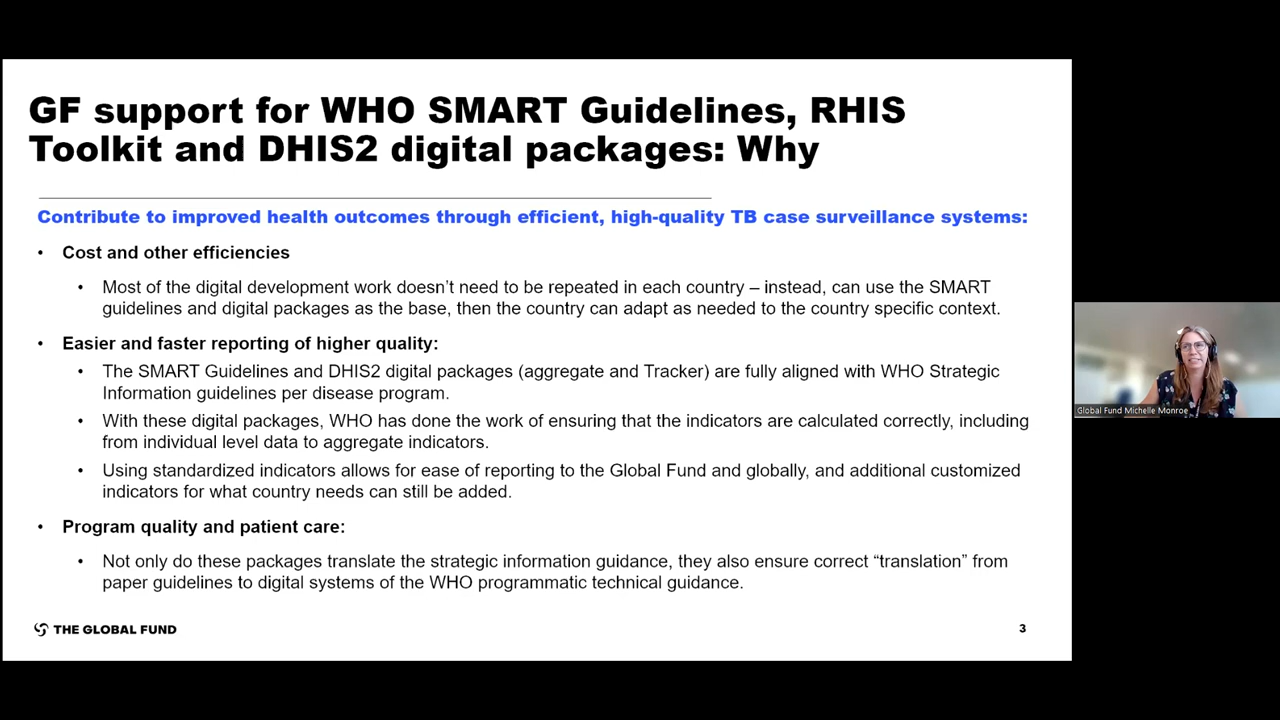 GF support for WHO SMART Guidelines, RHIS
Toolkit and DHIS2 digital packages: Why
Contribute to improved health outcomes through efficient, high-quality TB case surveillance systems:
• Cost and other efficiencies
• Most of the digital development work doesn’t need to be repeated in each country – instead, can use the SMART
guidelines and digital packages as the base, then the country can adapt as needed to the country specific context.
• Easier and faster reporting of higher quality:
• The SMART Guidelines and DHIS2 digital packages (aggregate and Tracker) are fully aligned with WHO Strategic
Information guidelines per disease program.
• With these digital packages, WHO has done the work of ensuring that the indicators are calculated correctly, including
from individual level data to aggregate indicators.
• Using standardized indicators allows for ease of reporting to the Global Fund and globally, and additional customized
indicators for what country needs can still be added.
• Program quality and patient care:
• Not only do these packages translate the strategic information guidance, they also ensure correct “translation” from
paper guidelines to digital systems of the WHO programmatic technical guidance.
THE GLOBAL FUND
3
Global Fund Michelle Monroe